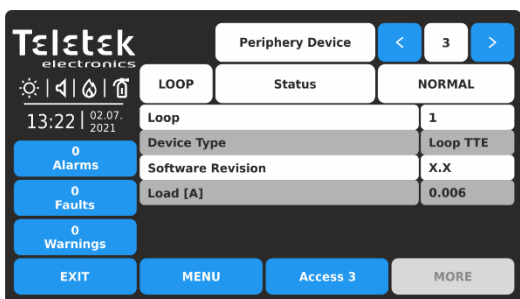 Teletek
electronics
Periphery Device < 3 >
LOOP Status NORMAL
13:22 02.07.
2021
Loop 1
Device Type Loop TTE
Software Revision X.X
Load [A] 0.006
0
Alarms
0
Faults
0
Warnings
EXIT MENU Access 3 MORE